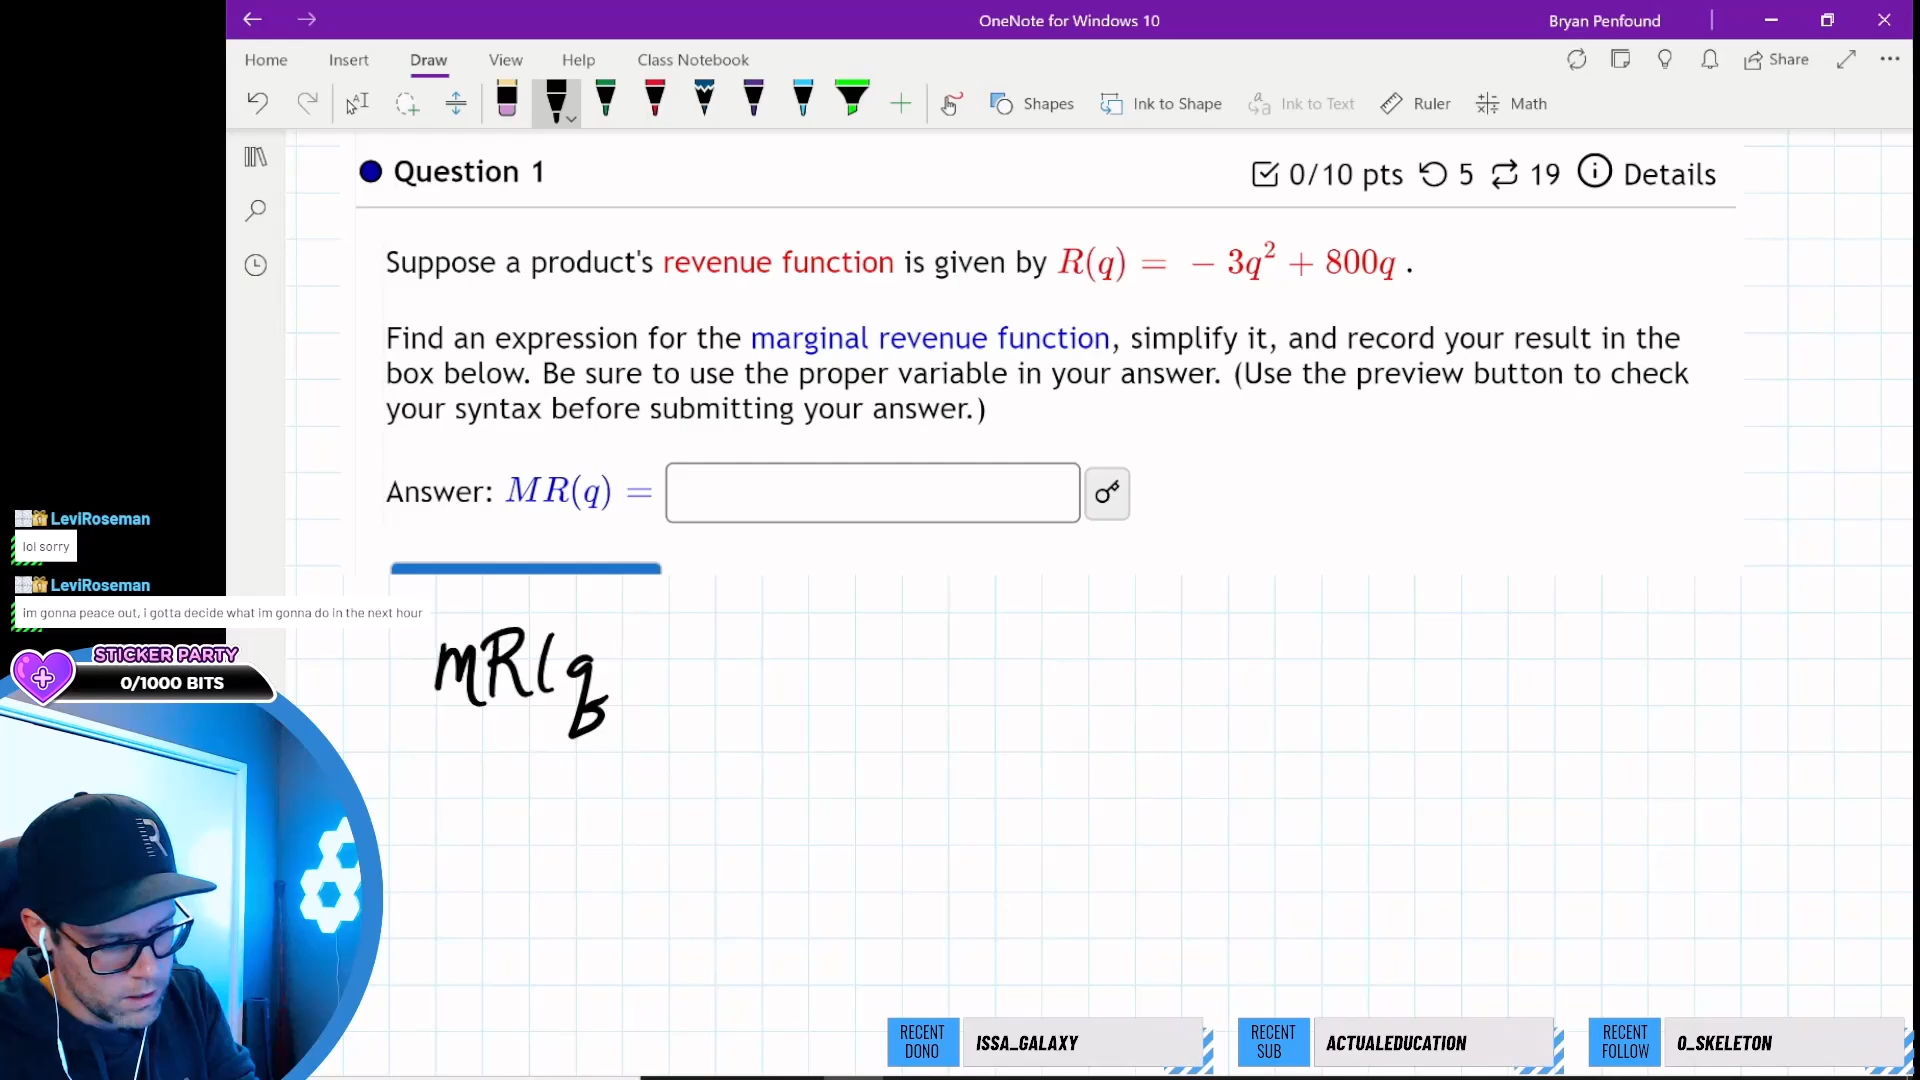 OneNote for Windows 10
Bryan Penfound
Home Insert Draw View Help Class Notebook
Share
Shapes Ink to Shape Ink to Text Ruler Math
Question 1
0/10 pts 5 19 Details
Suppose a product's revenue function is given by R(q) = − 3q² + 800q .
Find an expression for the marginal revenue function, simplify it, and record your result in the
box below. Be sure to use the proper variable in your answer. (Use the preview button to check
your syntax before submitting your answer.)
Answer: MR(q) =
LeviRoseman
lol sorry
LeviRoseman
im gonna peace out, i gotta decide what im gonna do in the next hour
STICKER PARTY
0/1000 BITS
MR(q
RECENT
DONO
ISSA_GALAXY
RECENT
SUB
ACTUALEDUCATION
RECENT
FOLLOW
O_SKELETON